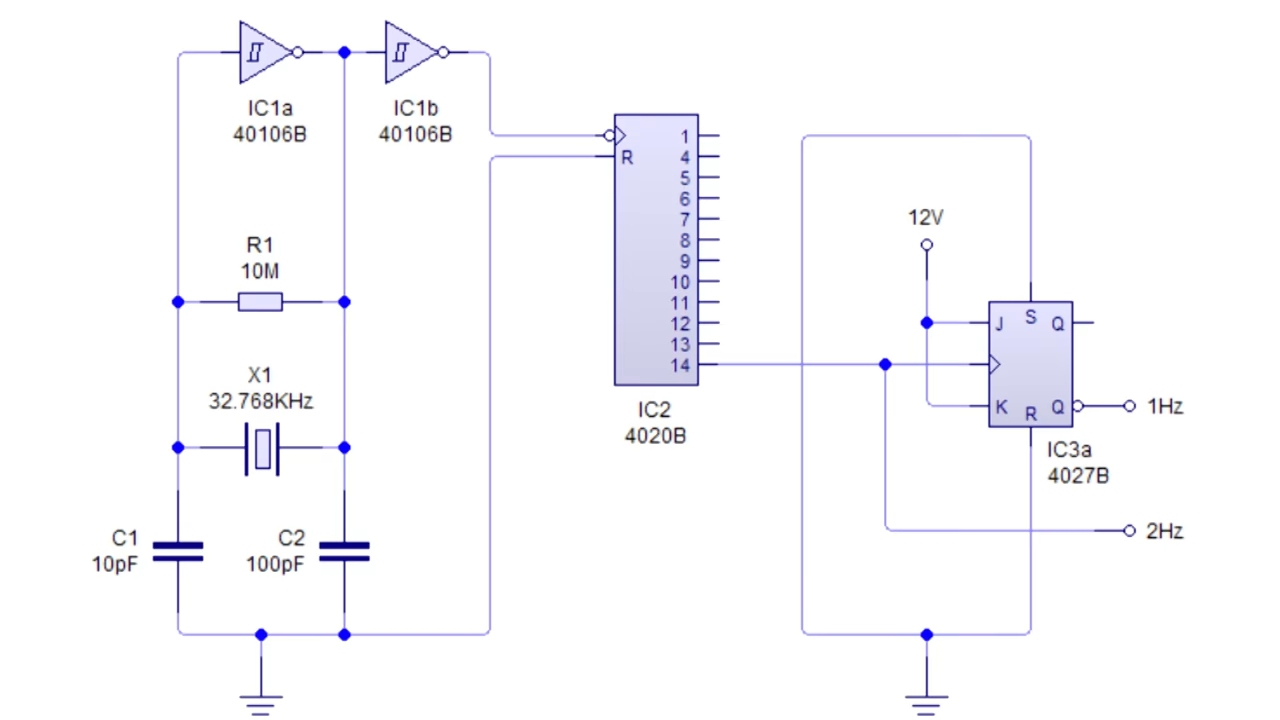 IC1a
40106B
IC1b
40106B
R1
10M
X1
32.768KHz
C1
10pF
C2
100pF
R
1
4
5
6
7
8
9
10
11
12
13
14
IC2
4020B
12V
J
S
Q
K
R
Q
IC3a
4027B
1Hz
2Hz